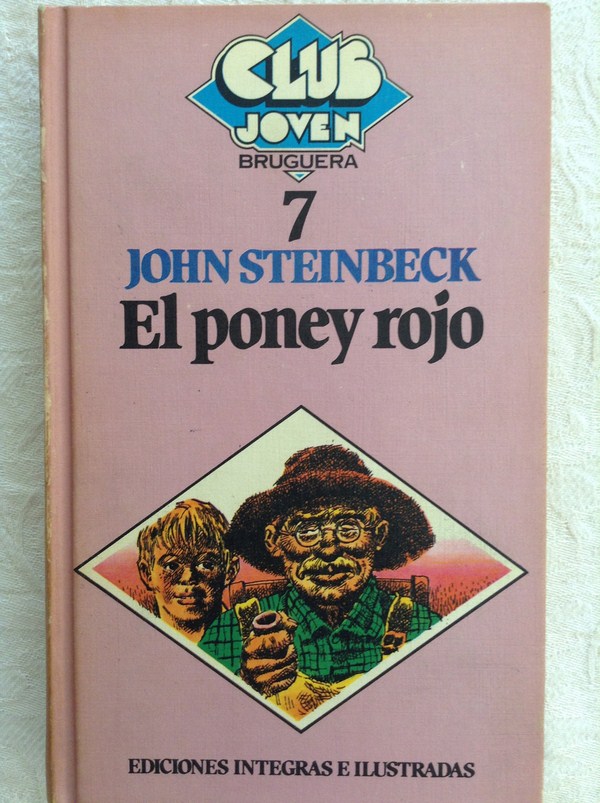 CLUB
JOVEN
BRUGUERA
7
JOHN STEINBECK
El poney rojo
EDICIONES INTEGRAS E ILUSTRADAS